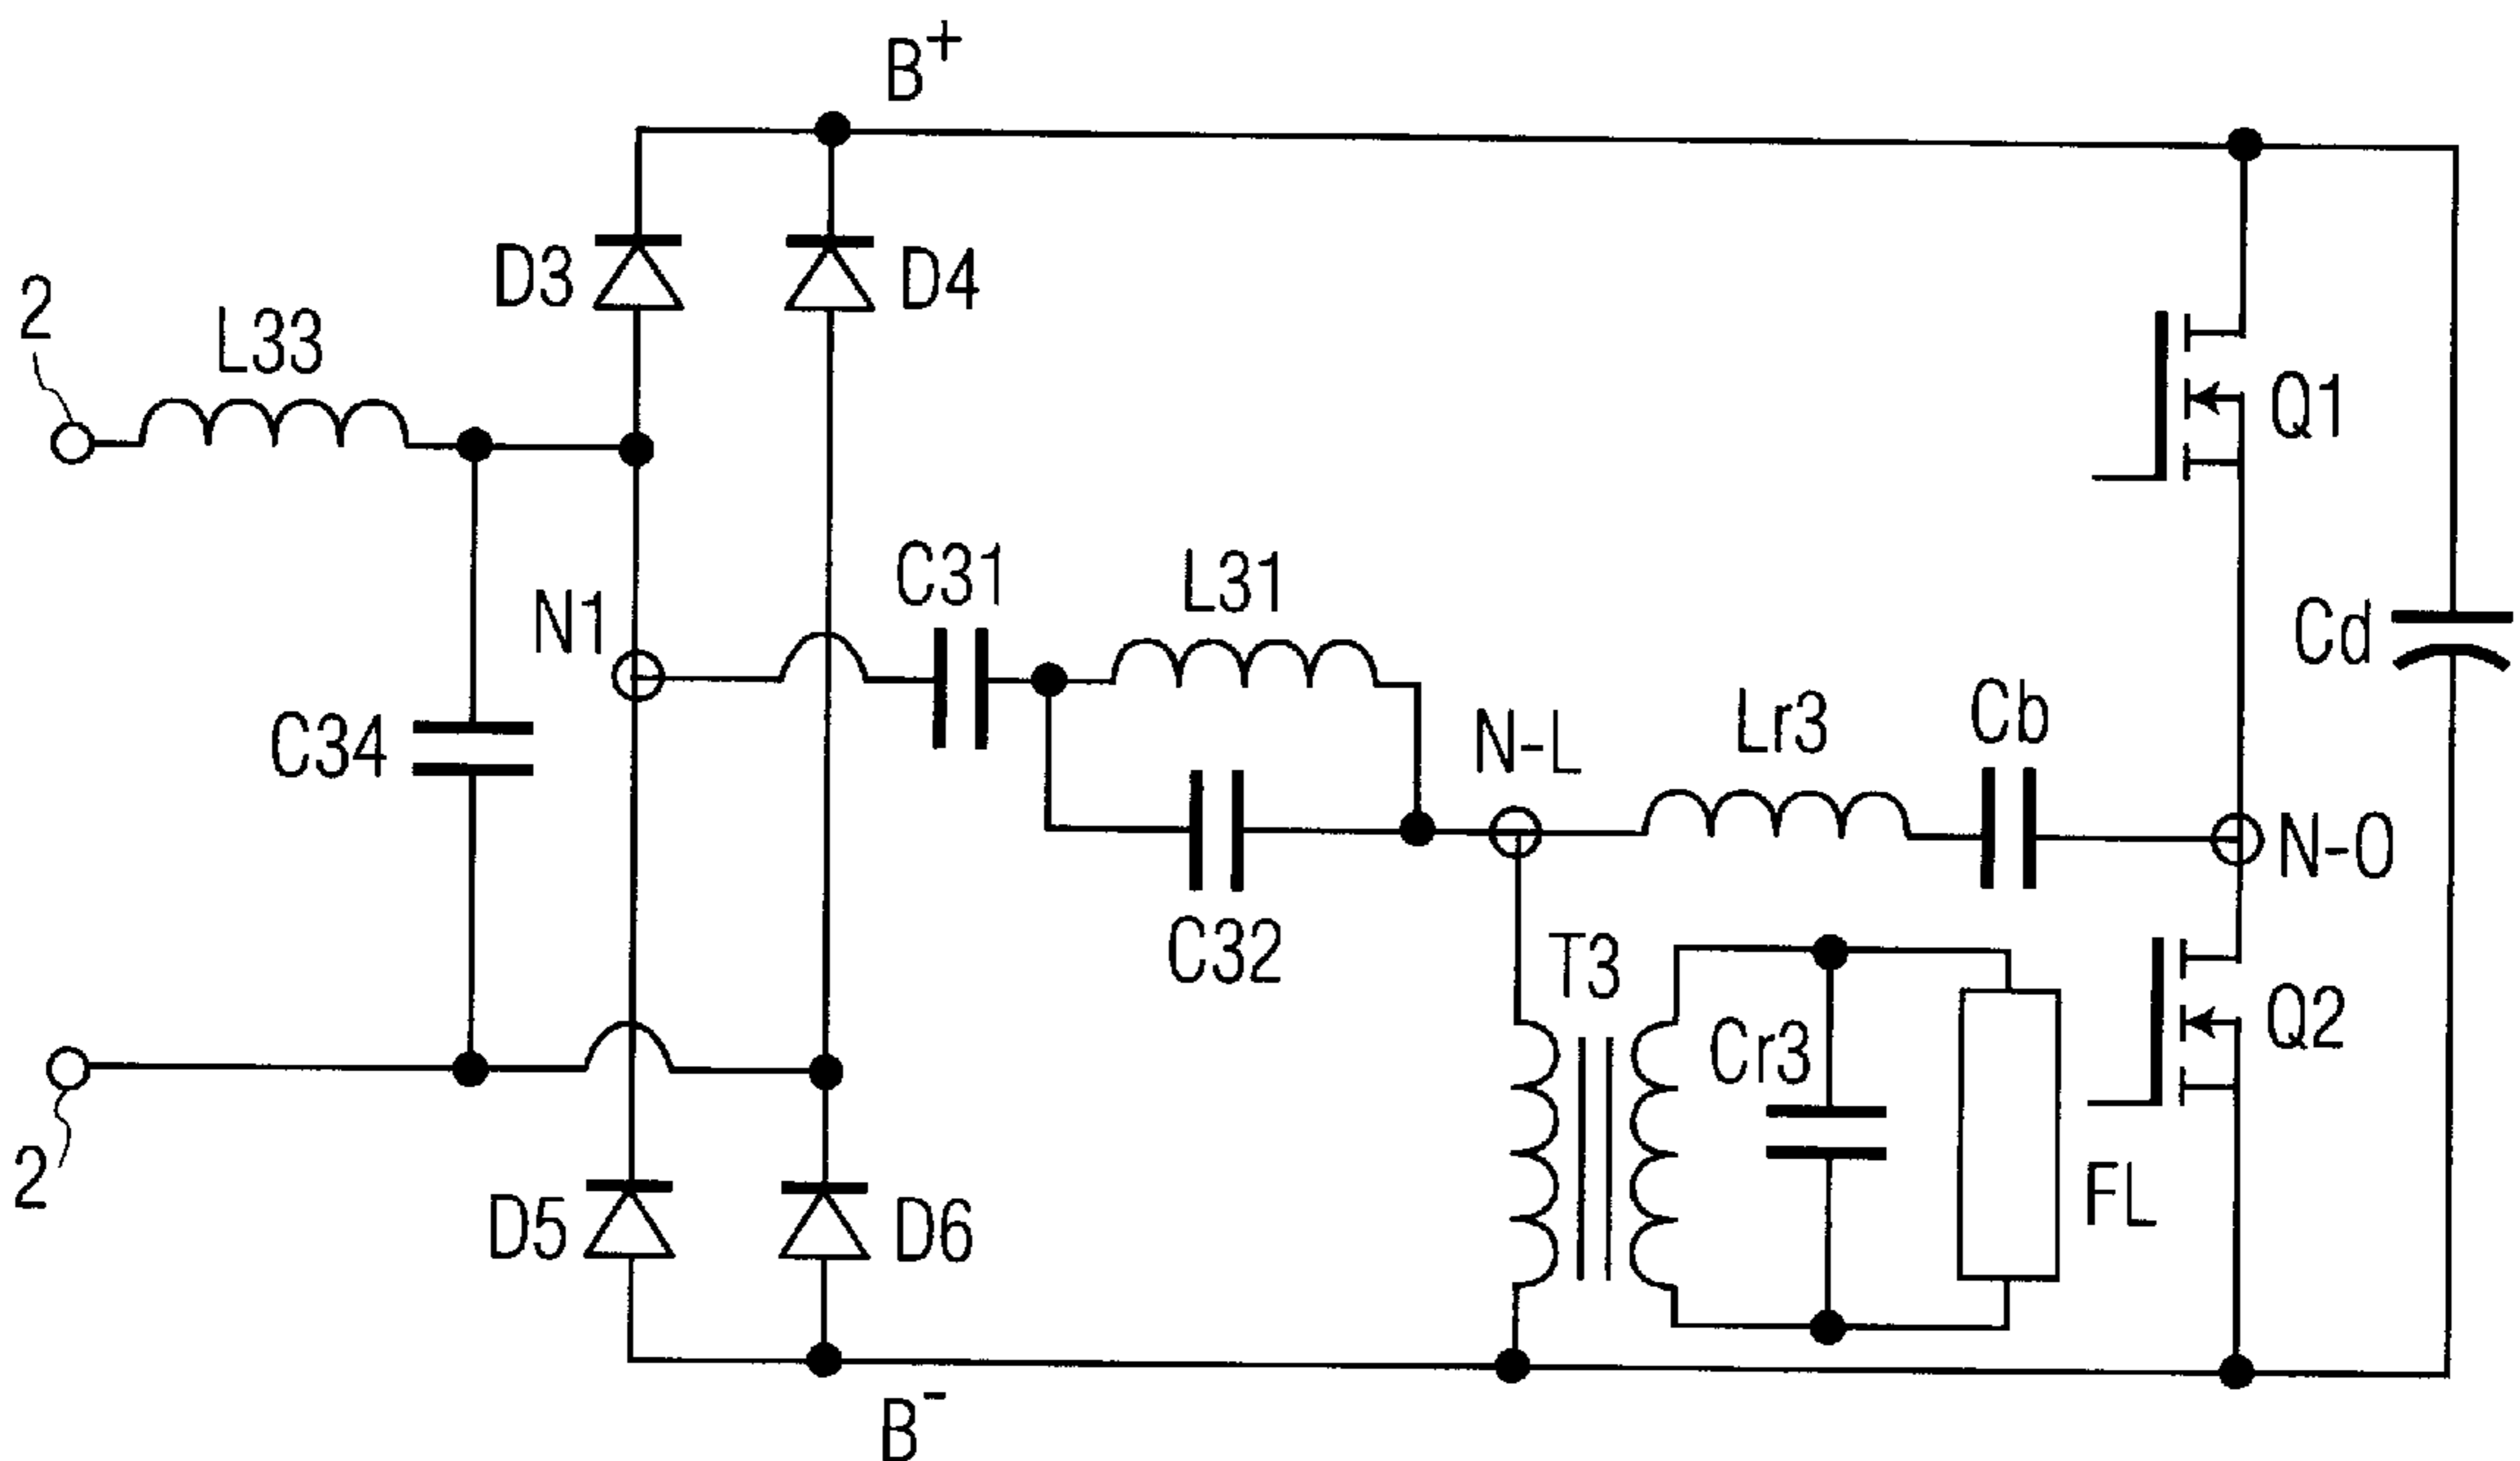 B+
D3
D4
2
L33
Q1
C31
L31
N1
Cd
C34
N-L
Lr3
Cb
N-O
C32
T3
Cr3
Q2
2
D5
D6
FL
B-